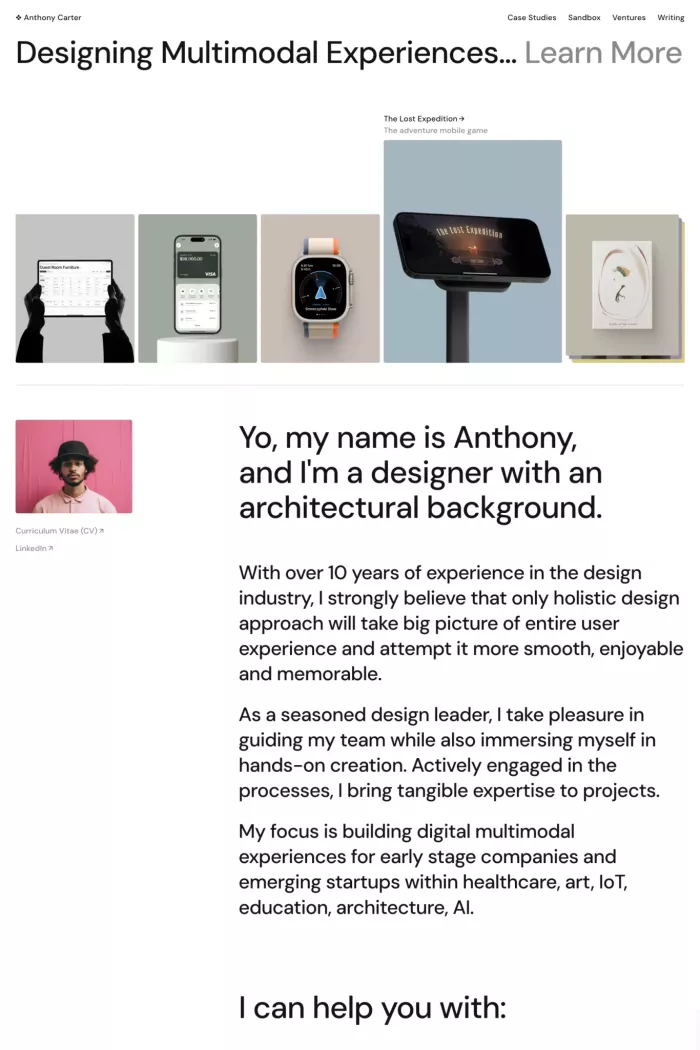 ✥ Anthony Carter
Case Studies Sandbox Ventures Writing
Designing Multimodal Experiences... Learn More
The Lost Expedition →
The adventure mobile game
Guest Room Furniture
VISA
The Lost Expedition
Yo, my name is Anthony,
and I'm a designer with an
architectural background.
Curriculum Vitae (CV) ↗
LinkedIn ↗
With over 10 years of experience in the design
industry, I strongly believe that only holistic design
approach will take big picture of entire user
experience and attempt it more smooth, enjoyable
and memorable.
As a seasoned design leader, I take pleasure in
guiding my team while also immersing myself in
hands-on creation. Actively engaged in the
processes, I bring tangible expertise to projects.
My focus is building digital multimodal
experiences for early stage companies and
emerging startups within healthcare, art, IoT,
education, architecture, AI.
I can help you with: